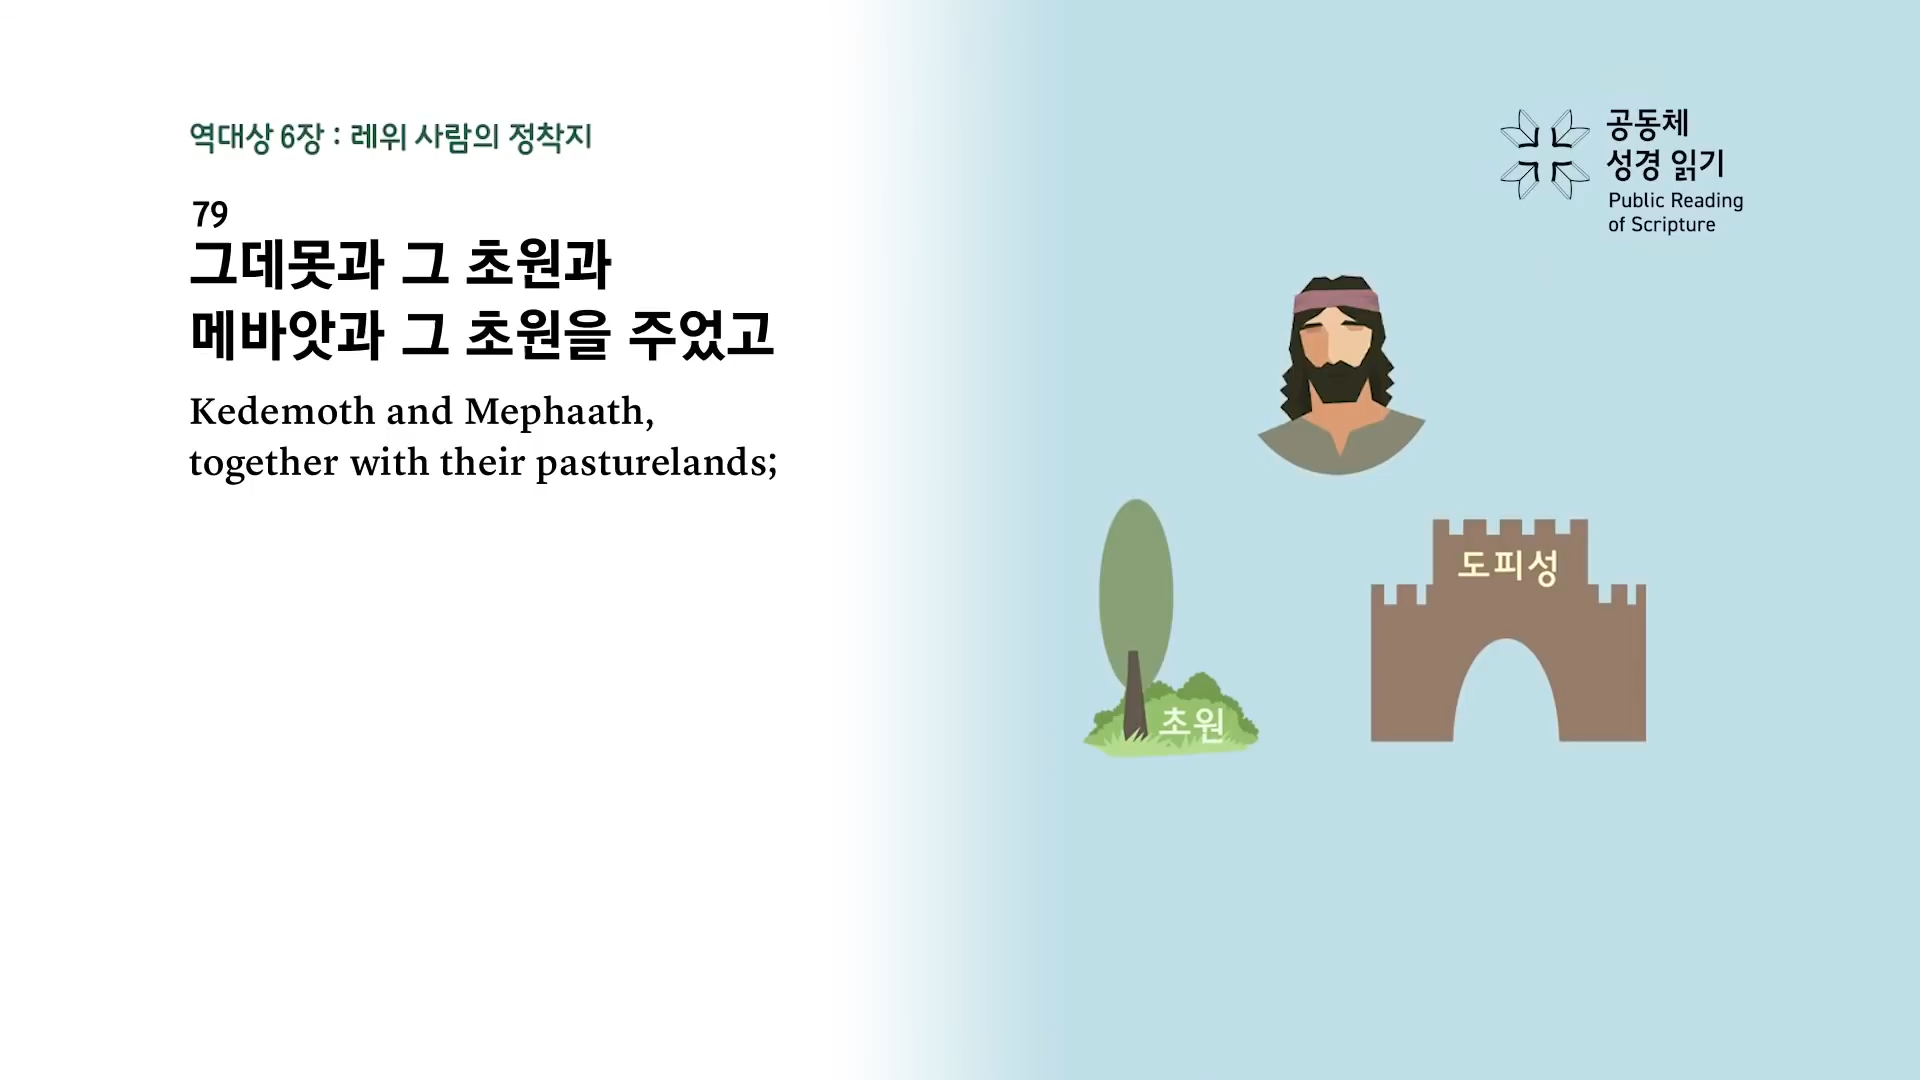 역대상 6장 : 레위 사람의 정착지
79
그데못과 그 초원과
메바앗과 그 초원을 주었고
Kedemoth and Mephaath,
together with their pasturelands;
공동체
성경 읽기
Public Reading
of Scripture
도피성
초원